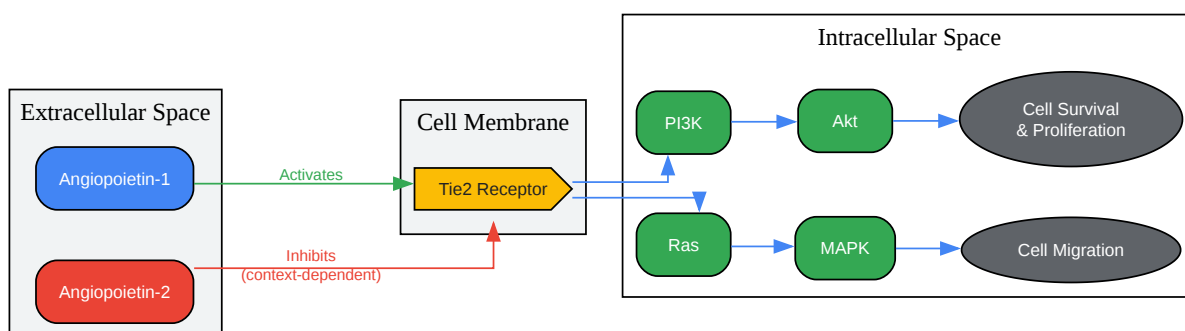 Extracellular Space
Angiopoietin-1
Angiopoietin-2
Activates
Inhibits
(context-dependent)
Cell Membrane
Tie2 Receptor
Intracellular Space
PI3K
Akt
Cell Survival
& Proliferation
Ras
MAPK
Cell Migration